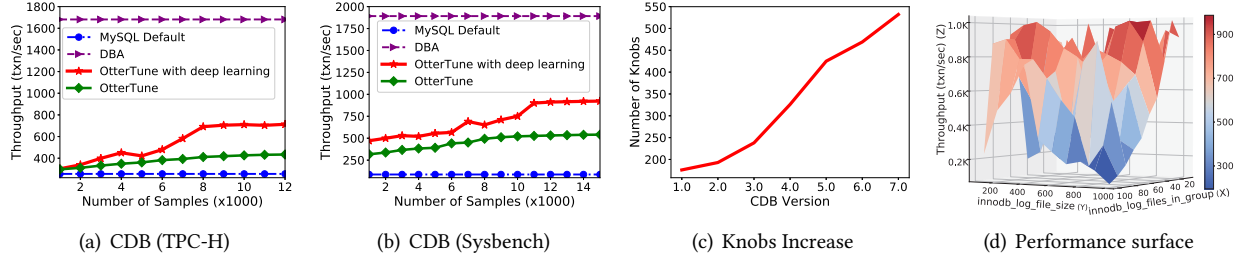 1800
1600
1400
1200
1000
800
600
400
Throughput (txn/sec)
MySQL Default
DBA
OtterTune with deep learning
OtterTune
2 4 6 8 10 12
Number of Samples (x1000)
(a) CDB (TPC-H)
2000
1750
1500
1250
1000
750
500
250
Throughput (txn/sec)
MySQL Default
DBA
OtterTune with deep learning
OtterTune
2 4 6 8 10 12 14
Number of Samples (x1000)
(b) CDB (Sysbench)
550
500
450
400
350
300
250
200
Number of Knobs
1.0 2.0 3.0 4.0 5.0 6.0 7.0
CDB Version
(c) Knobs Increase
1.0K
0.8K
0.6K
0.4K
0.2K
Throughput (txn/sec) (Z)
200 400 600 800 1000
innodb_log_file_size (Y)
100 80 60 40 20
innodb_log_files_in_group (X)
900
700
500
300
(d) Performance surface